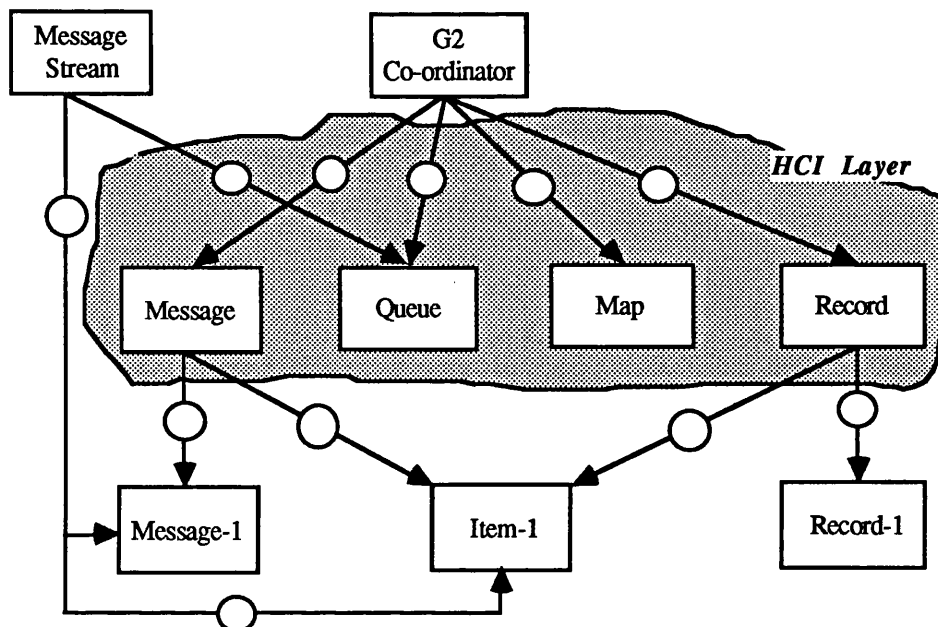 Message
Stream
G2
Co-ordinator
HCI Layer
Message
Queue
Map
Record
Message-1
Item-1
Record-1